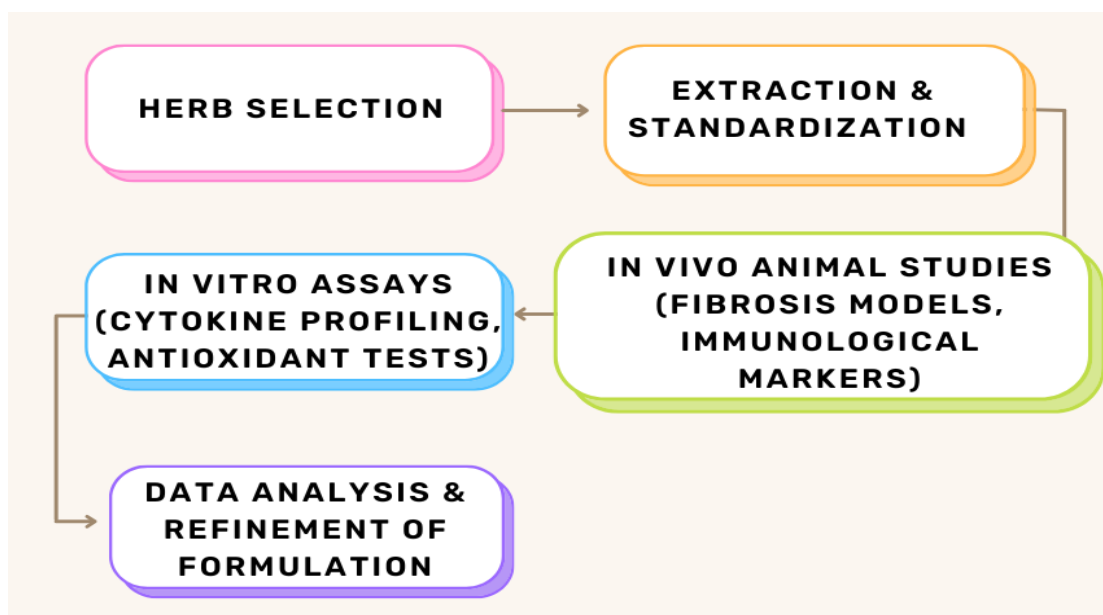 HERB SELECTION
EXTRACTION &
STANDARDIZATION
IN VIVO ANIMAL STUDIES
(FIBROSIS MODELS,
IMMUNOLOGICAL
MARKERS)
IN VITRO ASSAYS
(CYTOKINE PROFILING,
ANTIOXIDANT TESTS)
DATA ANALYSIS &
REFINEMENT OF
FORMULATION